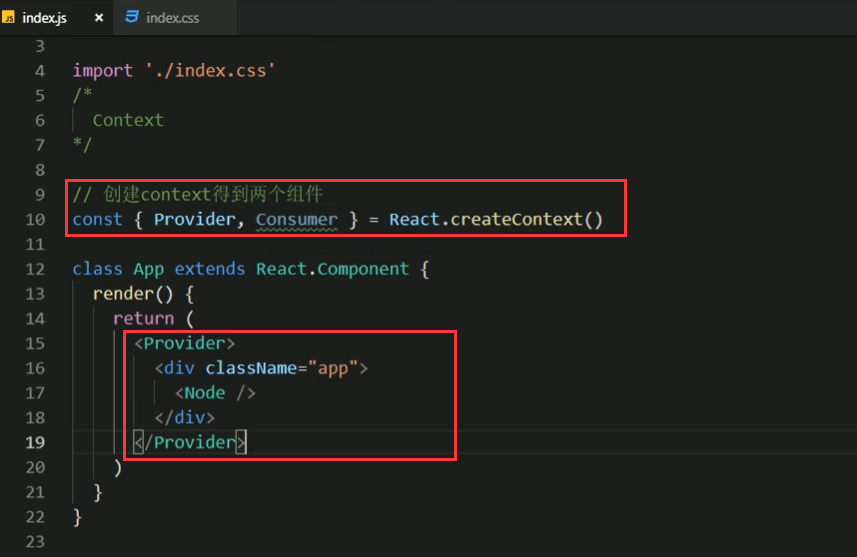 JS index.js × index.css
3
4 import './index.css'
5 /*
6 Context
7 */
8
9 // 创建context得到两个组件
10 const { Provider, Consumer } = React.createContext()
11
12 class App extends React.Component {
13 render() {
14 return (
15 <Provider>
16 <div className="app">
17 <Node />
18 </div>
19 </Provider>
20 )
21 }
22 }
23